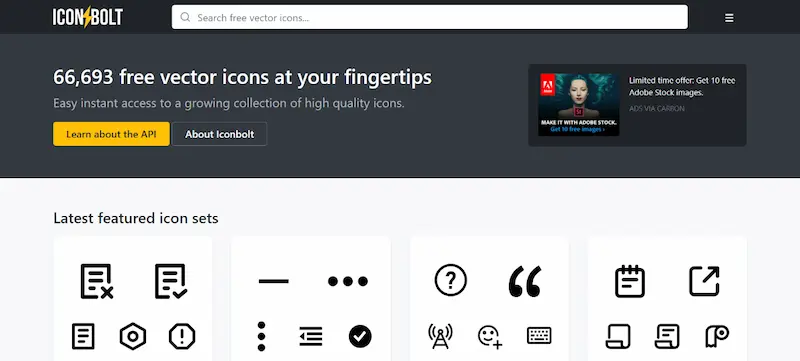 ICONBOLT
Search free vector icons...
66,693 free vector icons at your fingertips
Easy instant access to a growing collection of high quality icons.
Learn about the API
About Iconbolt
Adobe
St
MAKE IT WITH ADOBE STOCK.
Get 10 free images ›
Limited time offer: Get 10 free
Adobe Stock images.
ADS VIA CARBON
Latest featured icon sets